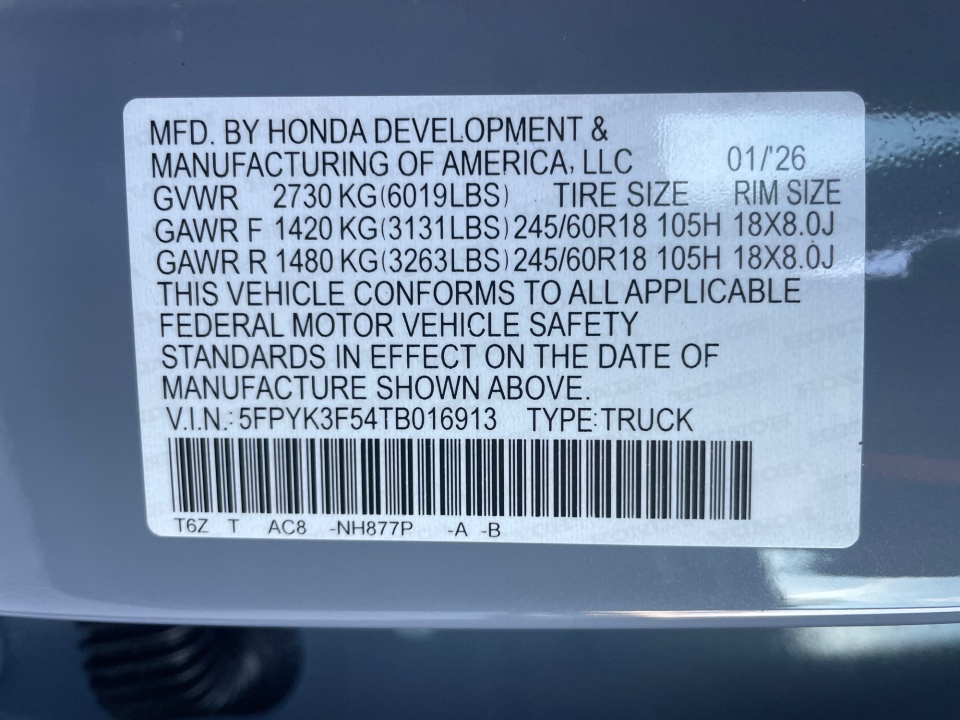 MFD. BY HONDA DEVELOPMENT &
MANUFACTURING OF AMERICA, LLC 01/'26
GVWR 2730 KG(6019LBS) TIRE SIZE RIM SIZE
GAWR F 1420 KG(3131LBS) 245/60R18 105H 18X8.0J
GAWR R 1480 KG(3263LBS) 245/60R18 105H 18X8.0J
THIS VEHICLE CONFORMS TO ALL APPLICABLE
FEDERAL MOTOR VEHICLE SAFETY
STANDARDS IN EFFECT ON THE DATE OF
MANUFACTURE SHOWN ABOVE.
V.I.N.: 5FPYK3F54TB016913 TYPE:TRUCK
T6Z T AC8 -NH877P -A -B